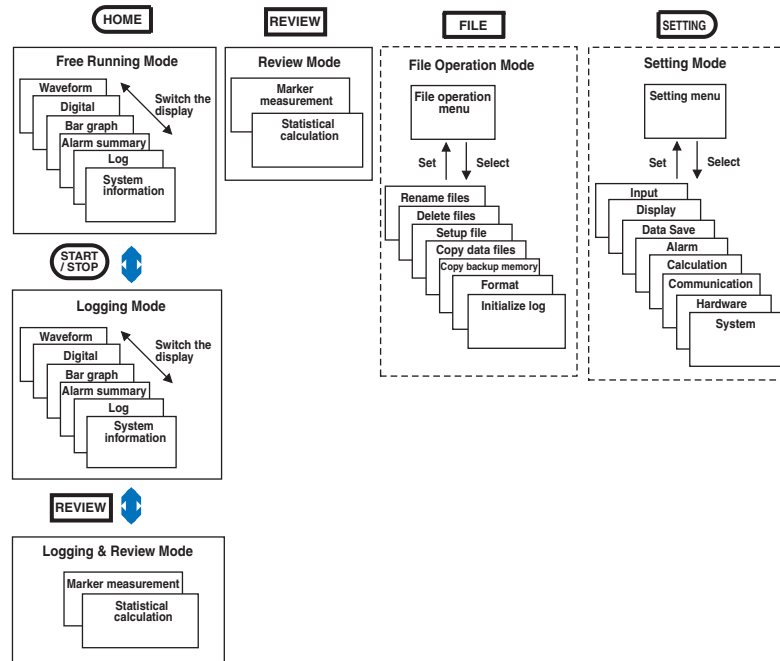 HOME
REVIEW
FILE
SETTING
Free Running Mode
Waveform
Digital
Bar graph
Alarm summary
Log
System
information
Switch the
display
Review Mode
Marker
measurement
Statistical
calculation
File Operation Mode
File operation
menu
Set
Select
Rename files
Delete files
Setup file
Copy data files
Copy backup memory
Format
Initialize log
Setting Mode
Setting menu
Set
Select
Input
Display
Data Save
Alarm
Calculation
Communication
Hardware
System
START
/ STOP
Logging Mode
Waveform
Digital
Bar graph
Alarm summary
Log
System
information
Switch the
display
REVIEW
Logging & Review Mode
Marker measurement
Statistical
calculation